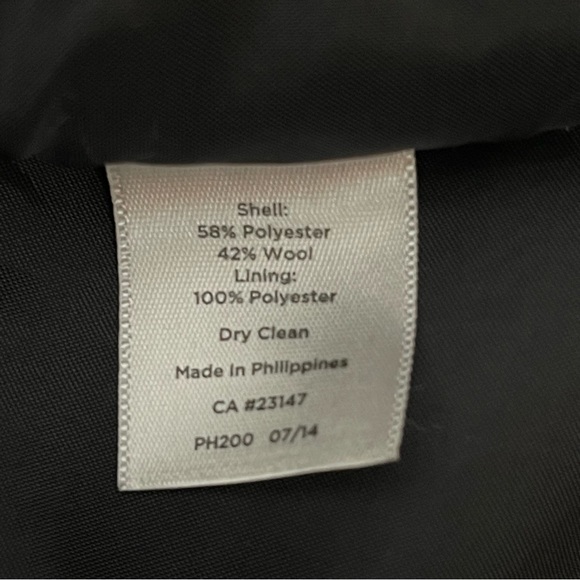 Shell:
58% Polyester
42% Wool
Lining:
100% Polyester
Dry Clean
Made In Philippines
CA #23147
PH200 07/14